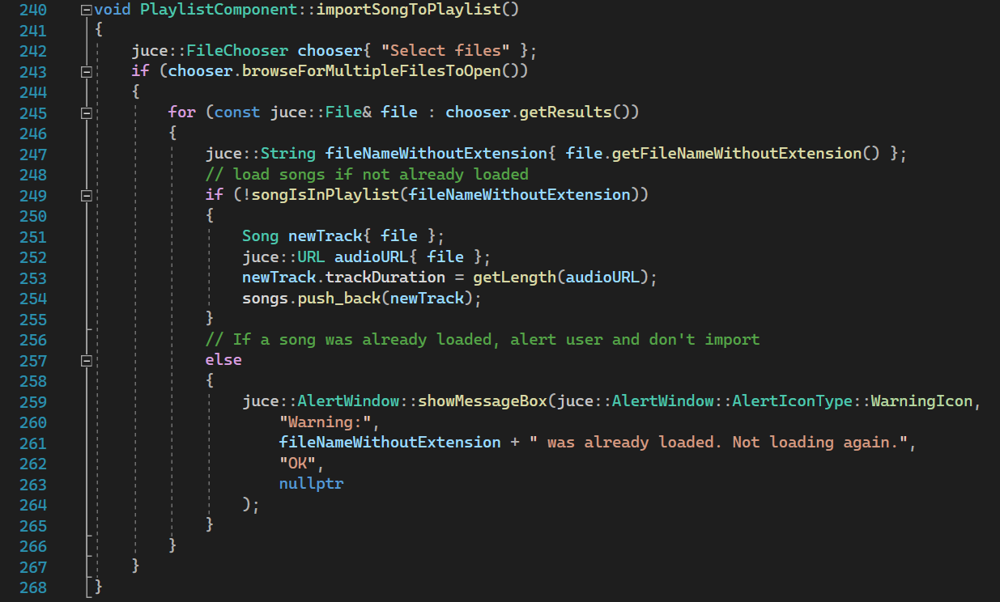 240 void PlaylistComponent::importSongToPlaylist()
241 {
242     juce::FileChooser chooser{ "Select files" };
243     if (chooser.browseForMultipleFilesToOpen())
244     {
245         for (const juce::File& file : chooser.getResults())
246         {
247             juce::String fileNameWithoutExtension{ file.getFileNameWithoutExtension() };
248             // load songs if not already loaded
249             if (!songIsInPlaylist(fileNameWithoutExtension))
250             {
251                 Song newTrack{ file };
252                 juce::URL audioURL{ file };
253                 newTrack.trackDuration = getLength(audioURL);
254                 songs.push_back(newTrack);
255             }
256             // If a song was already loaded, alert user and don't import
257             else
258             {
259                 juce::AlertWindow::showMessageBox(juce::AlertWindow::AlertIconType::WarningIcon,
260                     "Warning:",
261                     fileNameWithoutExtension + " was already loaded. Not loading again.",
262                     "OK",
263                     nullptr
264                 );
265             }
266         }
267     }
268 }